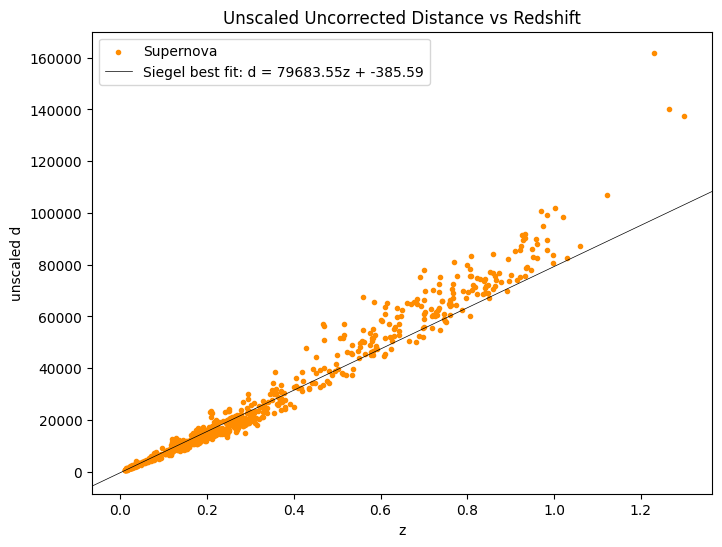 Unscaled Uncorrected Distance vs Redshift
Supernova
Siegel best fit: d = 79683.55z + -385.59
unscaled d
160000
140000
120000
100000
80000
60000
40000
20000
0
0.0 0.2 0.4 0.6 0.8 1.0 1.2
z